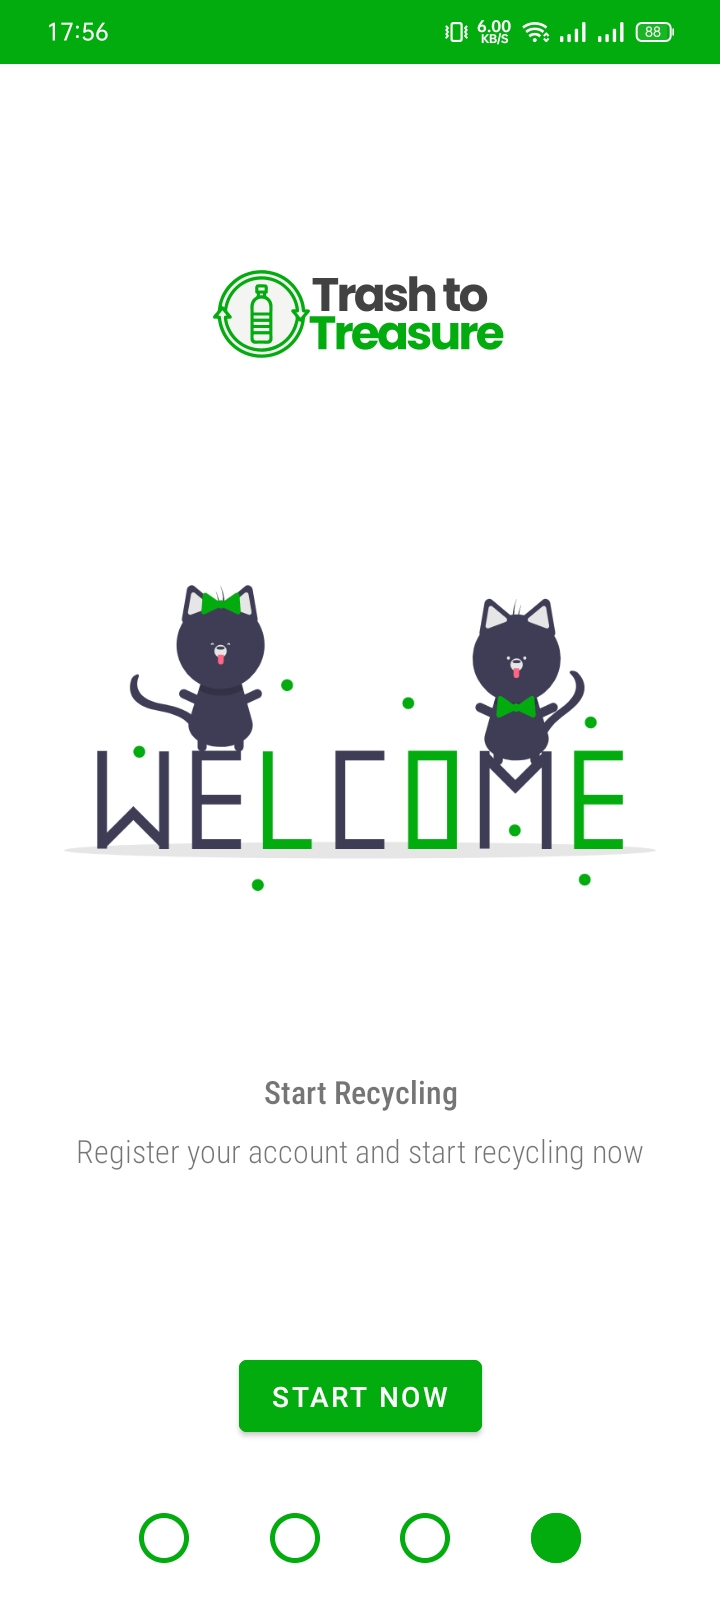 17:56
6.00
KB/S
88
Trash to
Treasure
WELCOME
Start Recycling
Register your account and start recycling now
START NOW